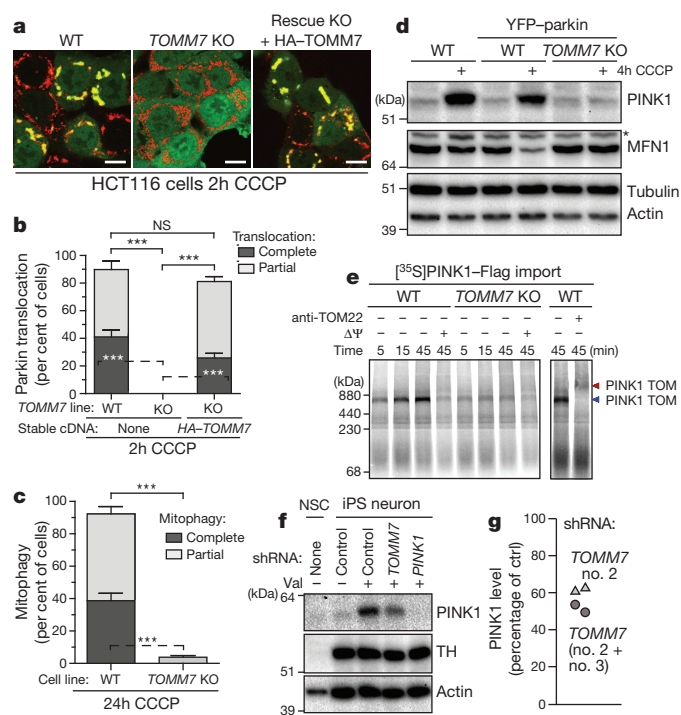 a
WT
TOMM7 KO
Rescue KO
+ HA–TOMM7
HCT116 cells 2h CCCP
b
NS
***
***
Translocation:
Complete
Partial
Parkin translocation
(per cent of cells)
100
80
60
40
20
0
***
***
TOMM7 line:
WT
KO
KO
Stable cDNA:
None
HA–TOMM7
2h CCCP
c
***
Mitophagy:
Complete
Partial
Mitophagy
(per cent of cells)
100
80
60
40
20
0
***
Cell line:
WT
TOMM7 KO
24h CCCP
d
YFP–parkin
WT
WT
TOMM7 KO
+ + + 4h CCCP
(kDa)
51
PINK1
*
MFN1
64
51
Tubulin
Actin
39
e
[35S]PINK1–Flag import
WT
TOMM7 KO
WT
anti-TOM22
– – – – – – – – – +
ΔΨ
– – – + – – – + – –
Time
5 15 45 45 5 15 45 45 45 45 (min)
(kDa)
880
440
230
68
PINK1 TOM
PINK1 TOM
f
NSC
iPS neuron
shRNA:
None
Control
Control
TOMM7
PINK1
Val
– – + + +
(kDa)
64
PINK1
TH
51
Actin
39
g
shRNA:
PINK1 level
(percentage of ctrl)
100
80
60
40
20
0
TOMM7
no. 2
TOMM7
(no. 2 +
no. 3)